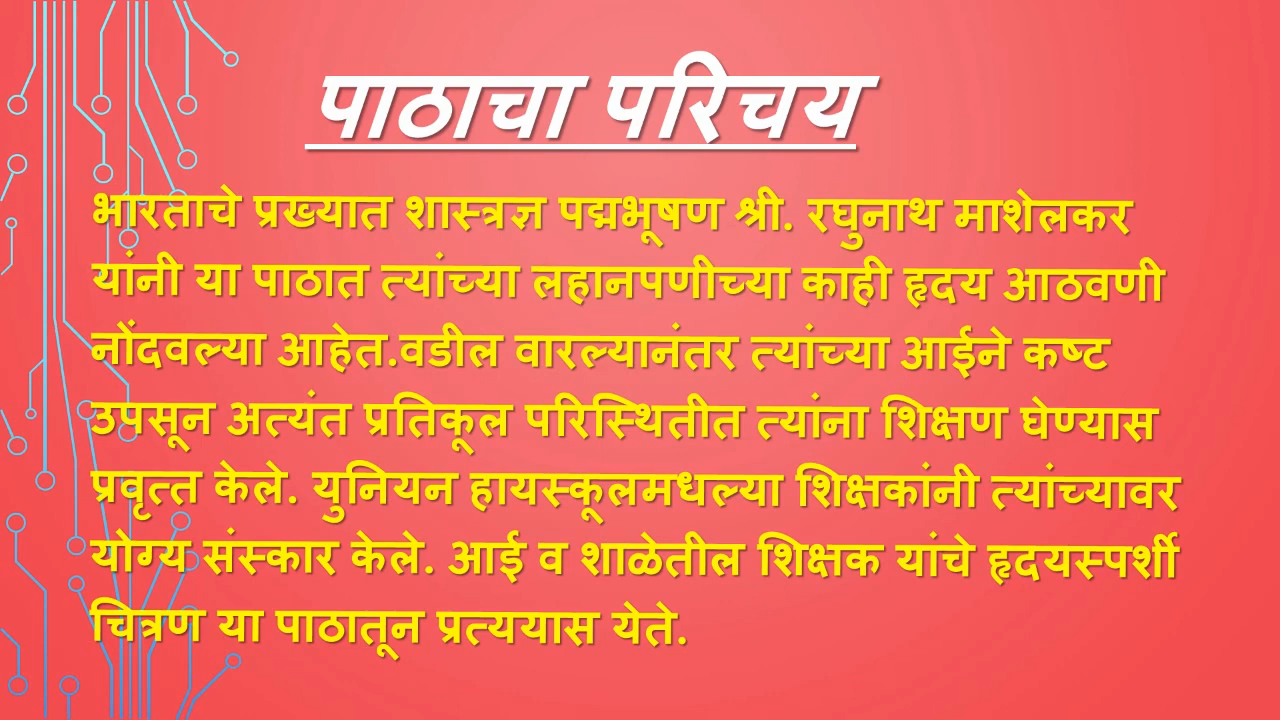 पाठाचा परिचय
भारताचे प्रख्यात शास्त्रज्ञ पद्मभूषण श्री. रघुनाथ माशेलकर
यांनी या पाठात त्यांच्या लहानपणीच्या काही हृदय आठवणी
नोंदवल्या आहेत.वडील वारल्यानंतर त्यांच्या आईने कष्ट
उपसून अत्यंत प्रतिकूल परिस्थितीत त्यांना शिक्षण घेण्यास
प्रवृत्त केले. युनियन हायस्कूलमधल्या शिक्षकांनी त्यांच्यावर
योग्य संस्कार केले. आई व शाळेतील शिक्षक यांचे हृदयस्पर्शी
चित्रण या पाठातून प्रत्ययास येते.